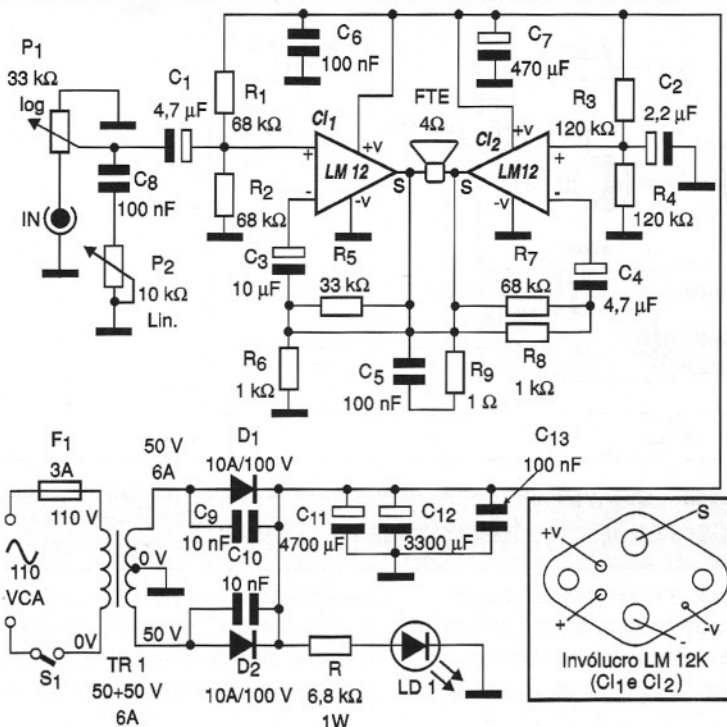 P1
33 kΩ
log
IN
C8
100 nF
P2
10 kΩ
Lin.
C1
4,7 µF
R1
68 kΩ
R2
68 kΩ
C6
100 nF
CI1
LM 12
+
-
+v
-v
S
C3
10 µF
R5
33 kΩ
R6
1 kΩ
FTE
4Ω
C5
100 nF
R9
1 Ω
C7
470 µF
CI2
LM12
+v
-v
+
-
S
R3
120 kΩ
C2
2,2 µF
R4
120 kΩ
R7
68 kΩ
C4
4,7 µF
R8
1 kΩ
F1
3A
110 V
110
VCA
0V
S1
TR 1
50+50 V
6A
50 V
6A
0 V
50 V
D1
10A/100 V
C9
10 nF
C10
10 nF
D2
10A/100 V
C11
4700 µF
C12
3300 µF
C13
100 nF
R
6,8 kΩ
1W
LD 1
S
+v
+
-
-v
Invólucro LM 12K
(CI1 e CI2)